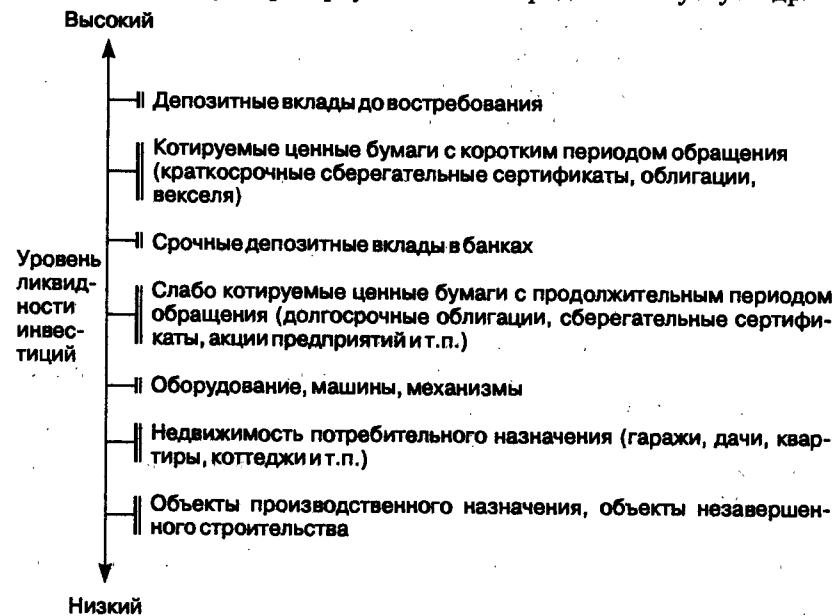 Высокий
Депозитные вклады до востребования
Котируемые ценные бумаги с коротким периодом обращения
(краткосрочные сберегательные сертификаты, облигации,
векселя)
Срочные депозитные вклады в банках
Уровень
ликвид-
ности
инвес-
тиций
Слабо котируемые ценные бумаги с продолжительным периодом
обращения (долгосрочные облигации, сберегательные сертифи-
каты, акции предприятий и т.п.)
Оборудование, машины, механизмы
Недвижимость потребительного назначения (гаражи, дачи, квар-
тиры, коттеджи и т.п.)
Объекты производственного назначения, объекты незавершен-
ного строительства
Низкий